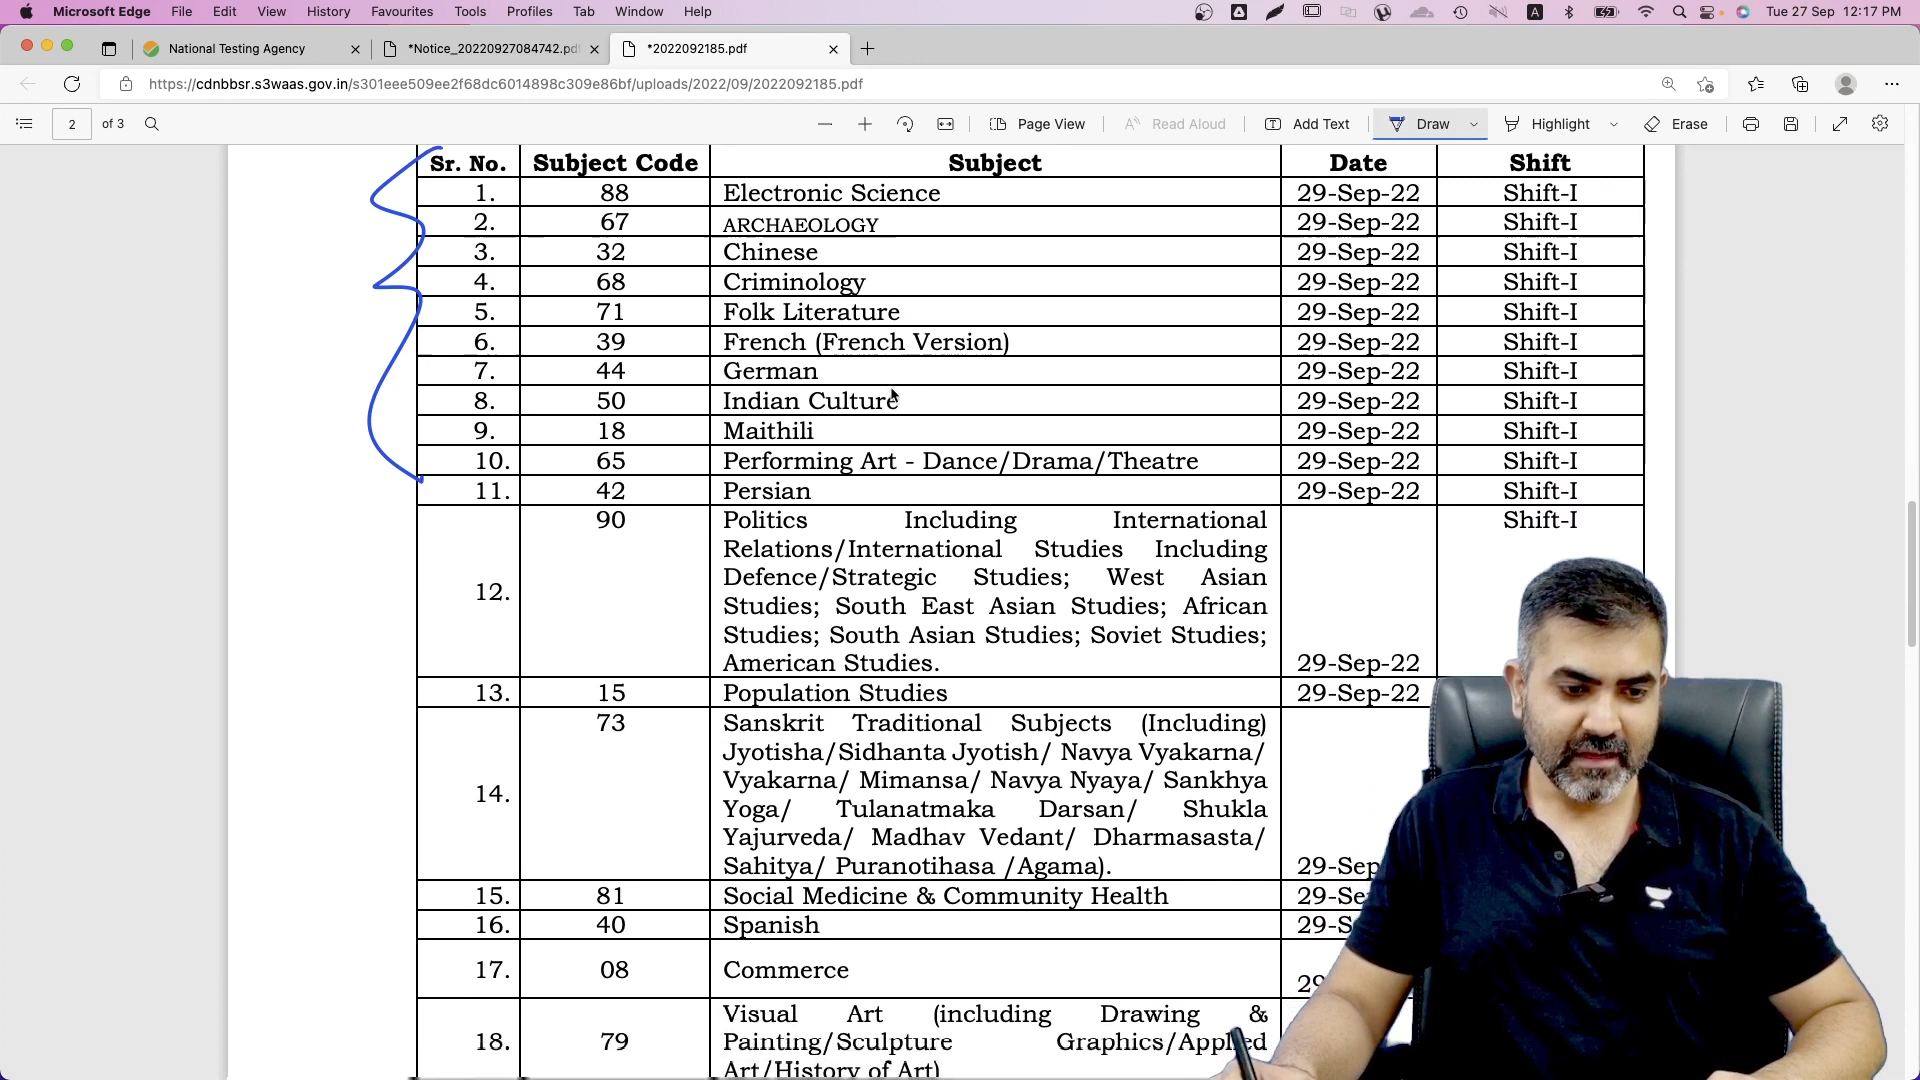 Microsoft Edge File Edit View History Favourites Tools Profiles Tab Window Help A Tue 27 Sep 12:17 PM
National Testing Agency *Notice_20220927084742.pdf *2022092185.pdf
https://cdnbbsr.s3waas.gov.in/s301eee509ee2f68dc6014898c309e86bf/uploads/2022/09/2022092185.pdf
2 of 3 Page View Read Aloud Add Text Draw Highlight Erase
Sr. No. Subject Code Subject Date Shift
1. 88 Electronic Science 29-Sep-22 Shift-I
2. 67 ARCHAEOLOGY 29-Sep-22 Shift-I
3. 32 Chinese 29-Sep-22 Shift-I
4. 68 Criminology 29-Sep-22 Shift-I
5. 71 Folk Literature 29-Sep-22 Shift-I
6. 39 French (French Version) 29-Sep-22 Shift-I
7. 44 German 29-Sep-22 Shift-I
8. 50 Indian Culture 29-Sep-22 Shift-I
9. 18 Maithili 29-Sep-22 Shift-I
10. 65 Performing Art - Dance/Drama/Theatre 29-Sep-22 Shift-I
11. 42 Persian 29-Sep-22 Shift-I
90 Politics Including International Shift-I
Relations/International Studies Including
Defence/Strategic Studies; West Asian
12.
Studies; South East Asian Studies; African
Studies; South Asian Studies; Soviet Studies;
American Studies. 29-Sep-22
13. 15 Population Studies 29-Sep-22
73 Sanskrit Traditional Subjects (Including)
Jyotisha/Sidhanta Jyotish/ Navya Vyakarna/
Vyakarna/ Mimansa/ Navya Nyaya/ Sankhya
14.
Yoga/ Tulanatmaka Darsan/ Shukla
Yajurveda/ Madhav Vedant/ Dharmasasta/
Sahitya/ Puranotihasa /Agama). 29-Sep
15. 81 Social Medicine & Community Health 29-Se
16. 40 Spanish 29-S
17. 08 Commerce 29
Visual Art (including Drawing &
18. 79 Painting/Sculpture Graphics/Applied
Art/History of Art)